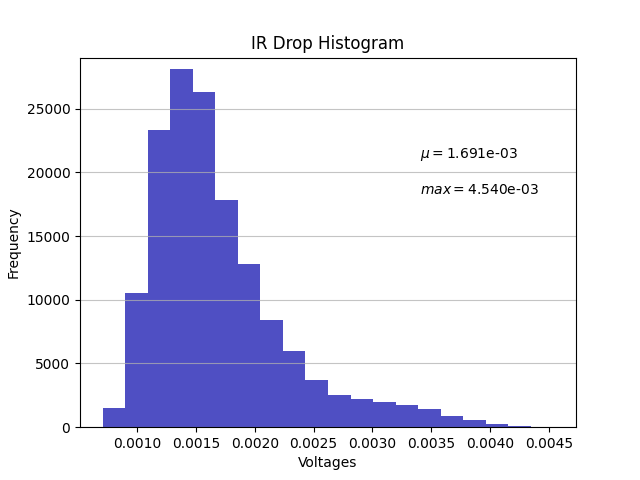 IR Drop Histogram
25000
20000
15000
10000
5000
0
Frequency
μ = 1.691e-03
max = 4.540e-03
0.0010 0.0015 0.0020 0.0025 0.0030 0.0035 0.0040 0.0045
Voltages